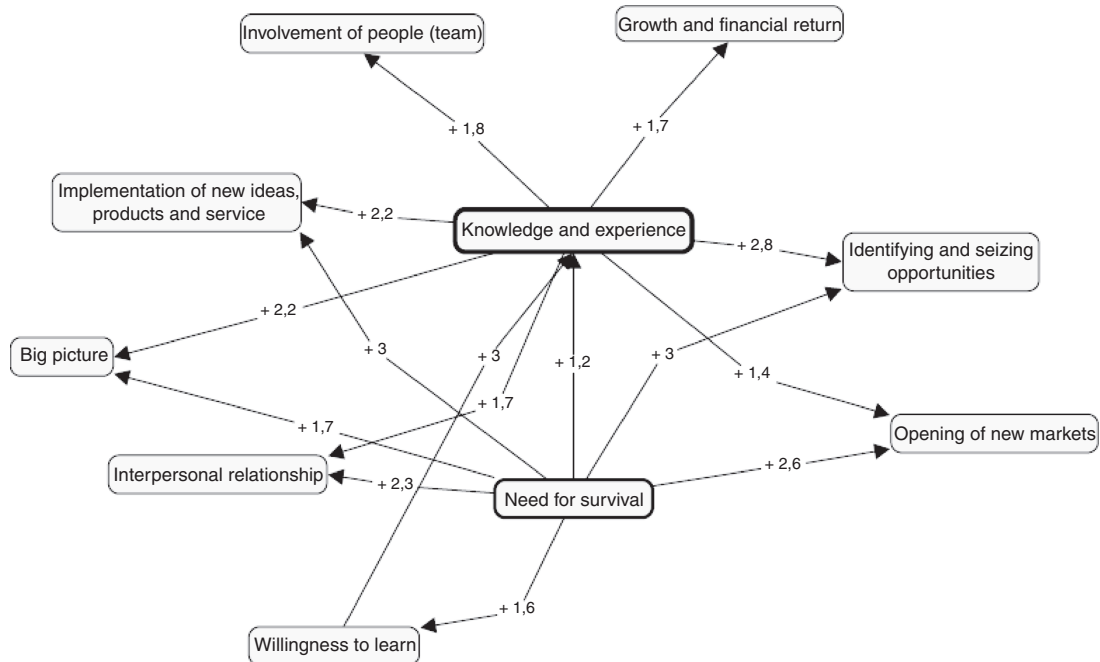 Involvement of people (team)
Growth and financial return
+ 1,8
+ 1,7
Implementation of new ideas,
products and service
+ 2,2
Knowledge and experience
+ 2,8
Identifying and seizing
opportunities
+ 2,2
Big picture
+ 3
+ 3
+ 1,2
+ 3
+ 1,4
+ 1,7
+ 1,7
Opening of new markets
Interpersonal relationship
+ 2,3
Need for survival
+ 2,6
+ 1,6
Willingness to learn